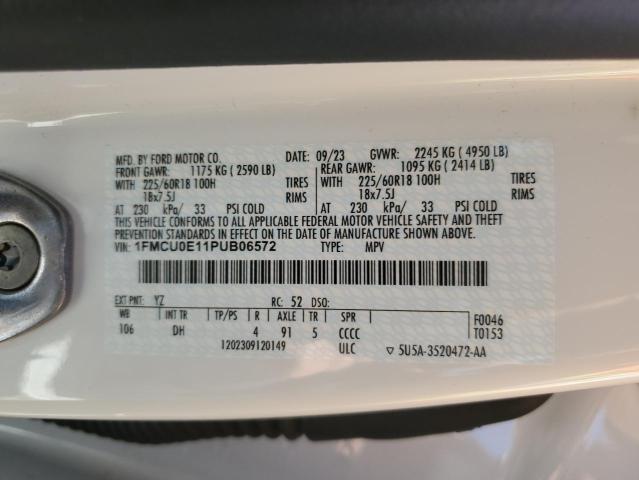 MFD. BY FORD MOTOR CO. DATE: 09/23 GVWR: 2245 KG ( 4950 LB)
FRONT GAWR: 1175 KG ( 2590 LB) REAR GAWR: 1095 KG ( 2414 LB)
WITH 225/60R18 100H TIRES WITH 225/60R18 100H TIRES
18x7.5J RIMS 18x7.5J RIMS
AT 230 kPa/ 33 PSI COLD AT 230 kPa/ 33 PSI COLD
THIS VEHICLE CONFORMS TO ALL APPLICABLE FEDERAL MOTOR VEHICLE SAFETY AND THEFT
PREVENTION STANDARDS IN EFFECT ON THE DATE OF MANUFACTURE SHOWN ABOVE.
VIN: 1FMCU0E11PUB06572 TYPE: MPV
EXT PNT: YZ RC: 52 DSO:
WB INT TR TP/PS R AXLE TR SPR F0046
106 DH 4 91 5 CCCC T0153
1202309120149 ULC ▽ 5U5A-3520472-AA